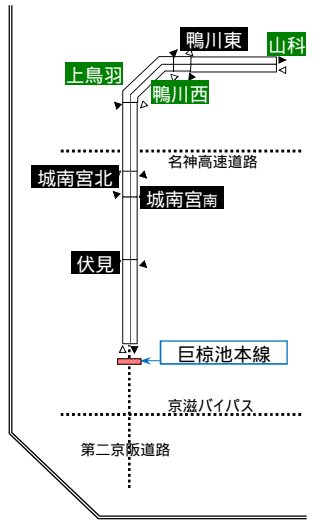 鴨川東
山科
上鳥羽
鴨川西
名神高速道路
城南宮北
城南宮南
伏見
巨椋池本線
京滋バイパス
第二京阪道路